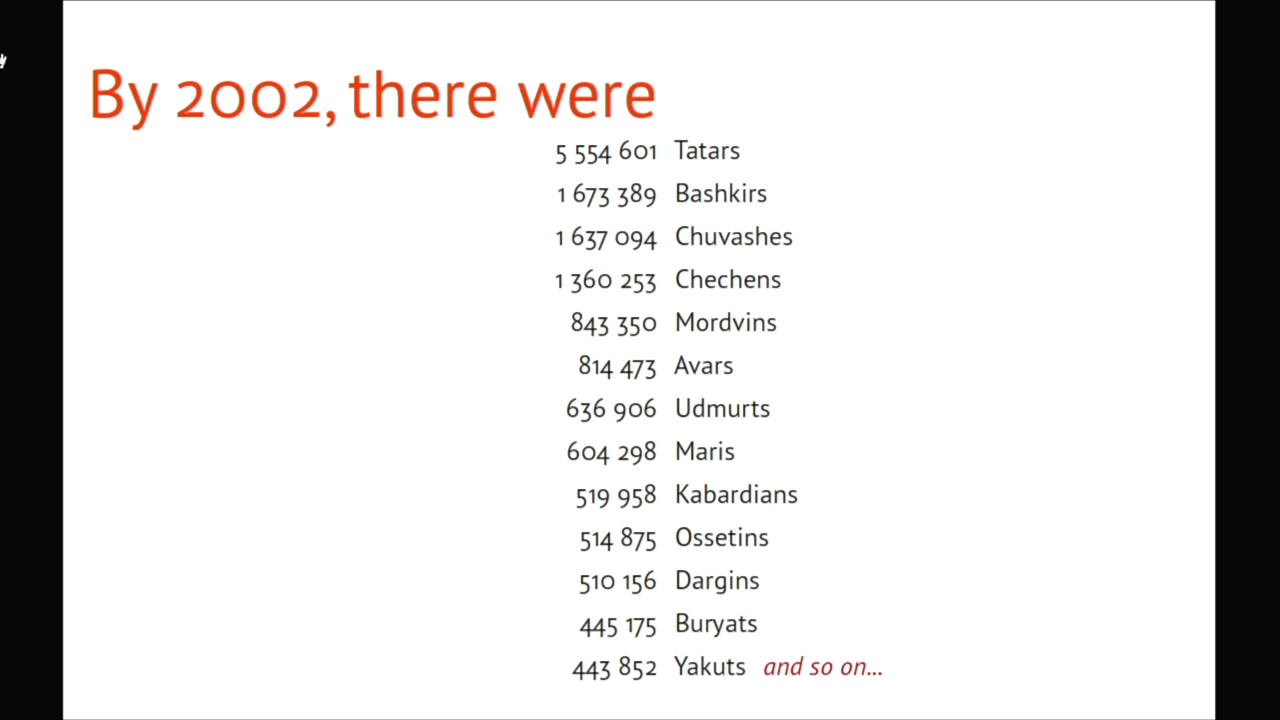 By 2002, there were
5 554 601 Tatars
1 673 389 Bashkirs
1 637 094 Chuvashes
1 360 253 Chechens
843 350 Mordvins
814 473 Avars
636 906 Udmurts
604 298 Maris
519 958 Kabardians
514 875 Ossetins
510 156 Dargins
445 175 Buryats
443 852 Yakuts and so on...